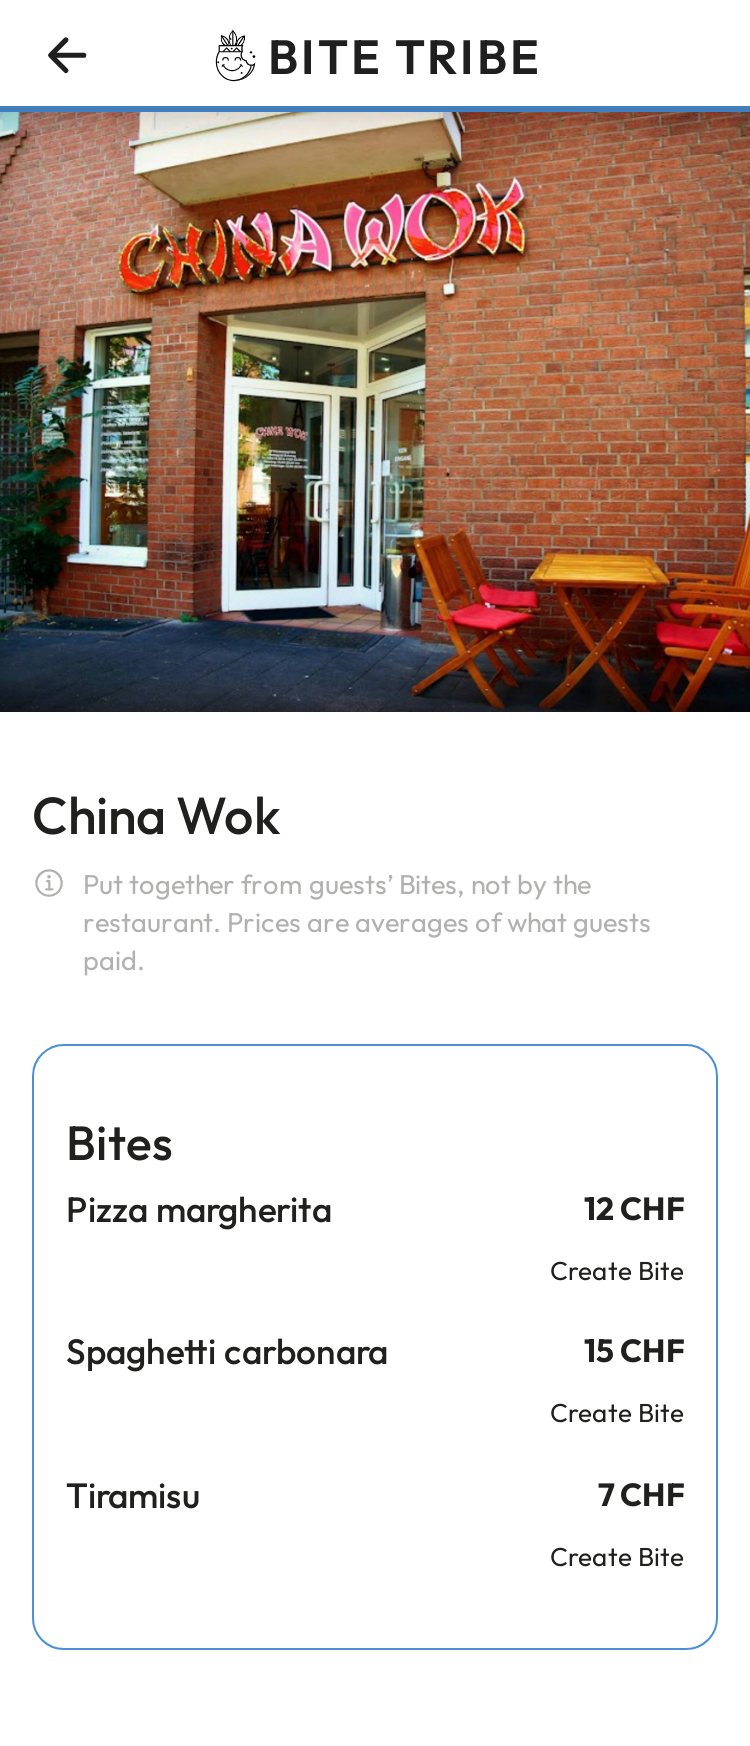 BITE TRIBE
CHINA WOK
CHINA WOK
China Wok
Put together from guests’ Bites, not by the
restaurant. Prices are averages of what guests
paid.
Bites
Pizza margherita 12 CHF
Create Bite
Spaghetti carbonara 15 CHF
Create Bite
Tiramisu 7 CHF
Create Bite